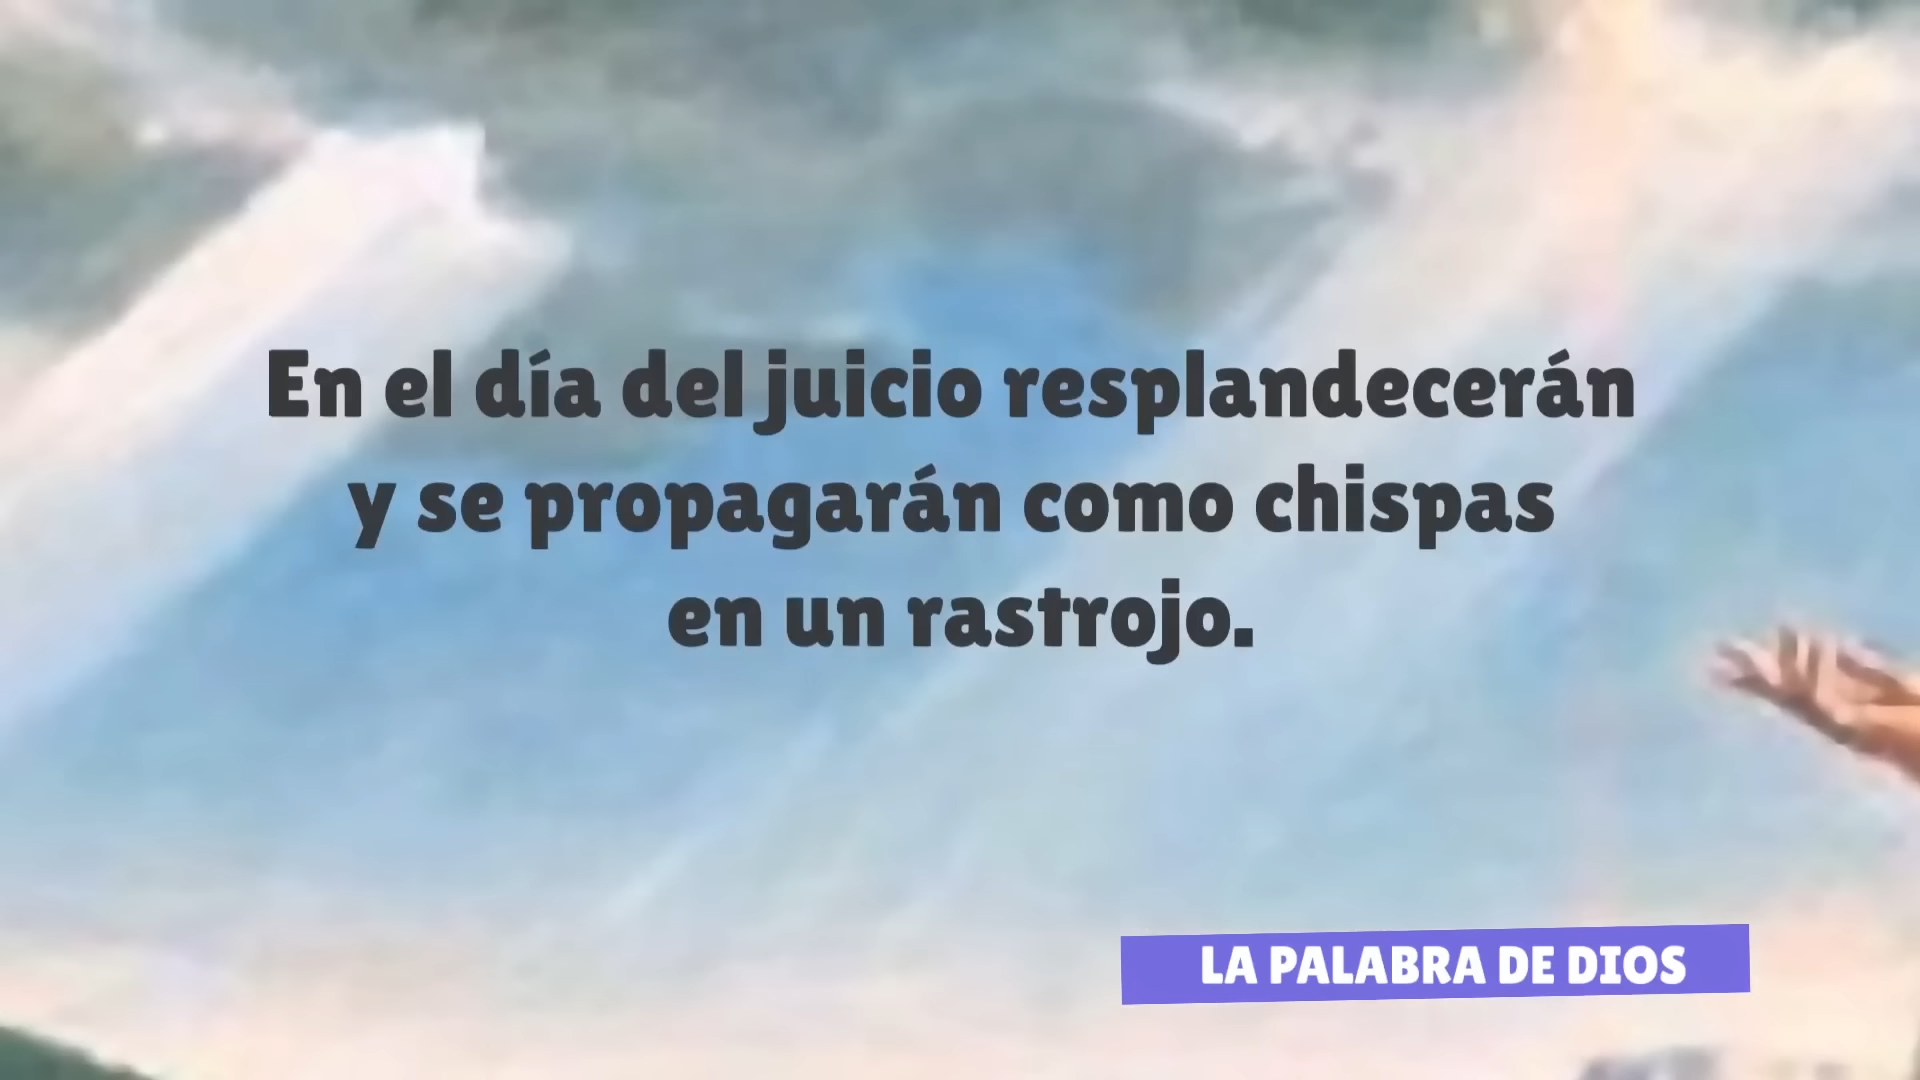 En el día del juicio resplandecerán
y se propagarán como chispas
en un rastrojo.
LA PALABRA DE DIOS